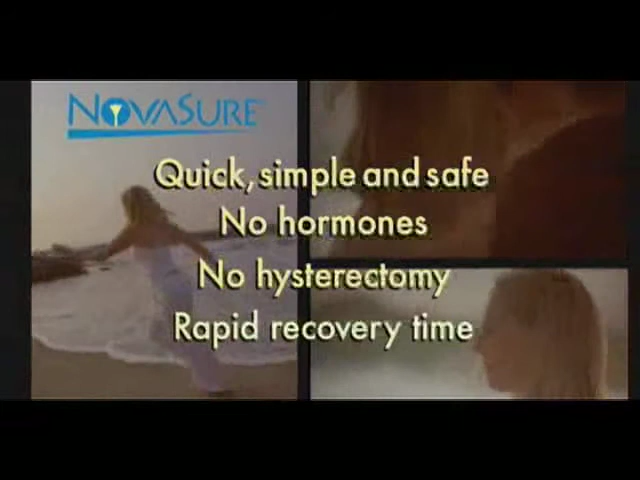 NOVASURE
Quick, simple and safe
No hormones
No hysterectomy
Rapid recovery time